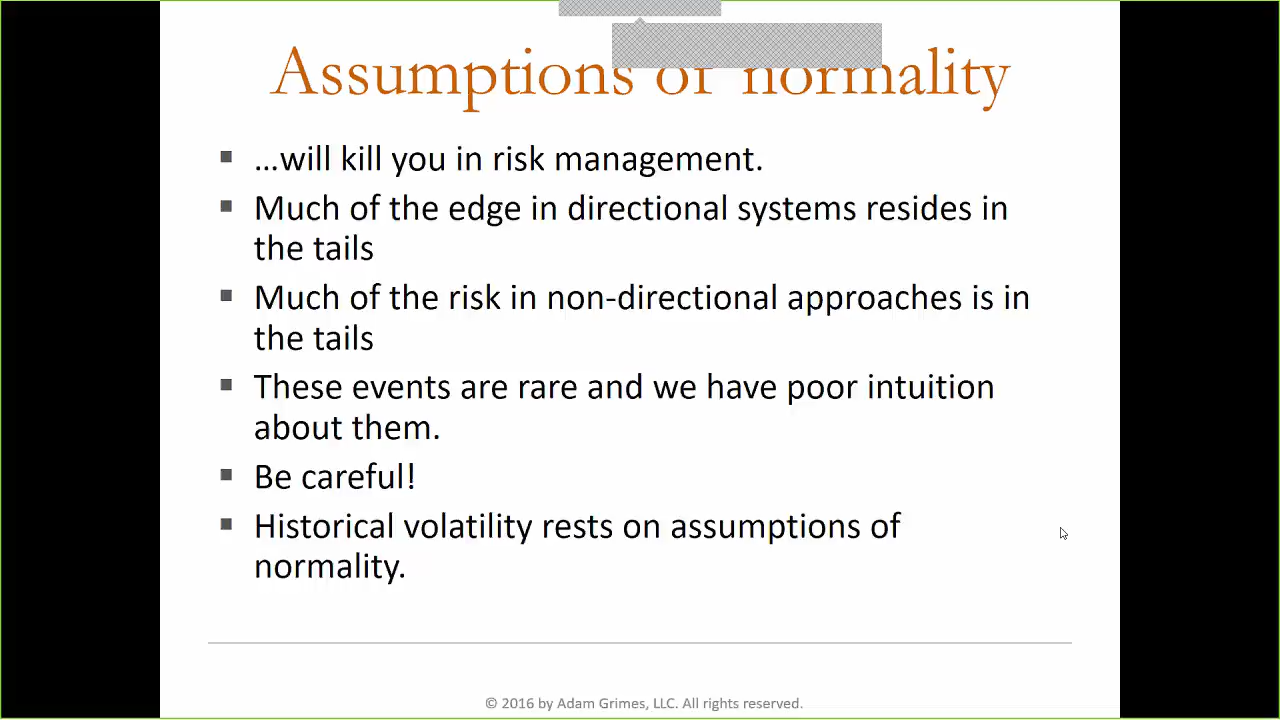 Assumptions of normality
…will kill you in risk management.
Much of the edge in directional systems resides in
the tails
Much of the risk in non-directional approaches is in
the tails
These events are rare and we have poor intuition
about them.
Be careful!
Historical volatility rests on assumptions of
normality.
© 2016 by Adam Grimes, LLC. All rights reserved.